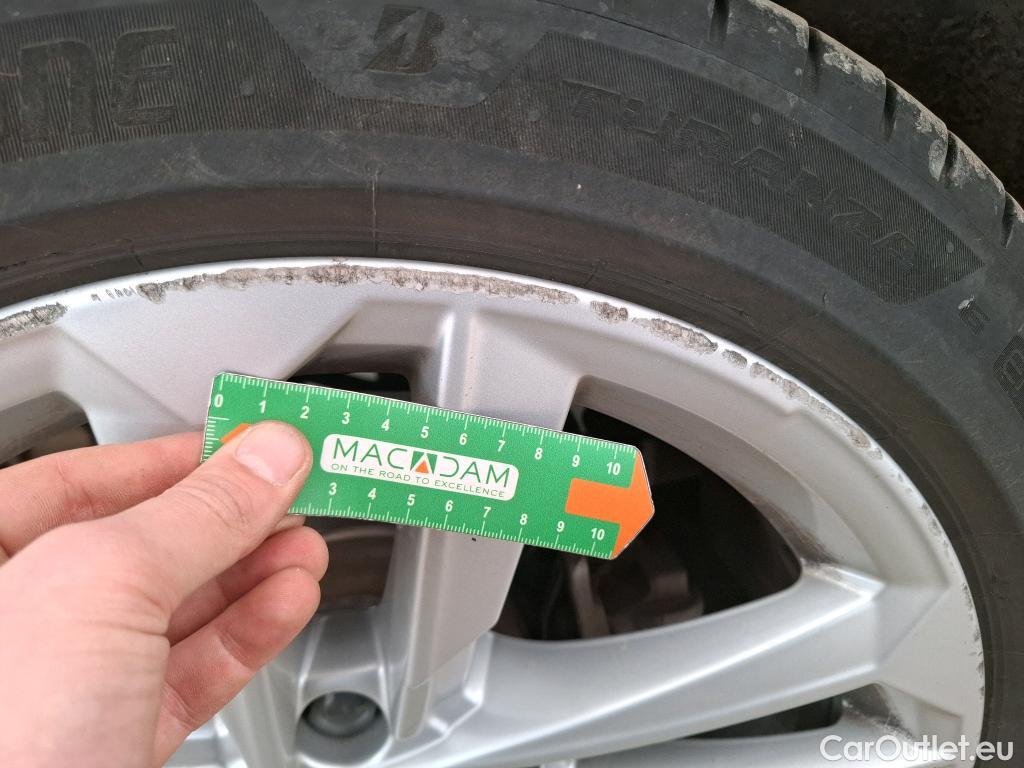 NE
TURANZA
E
0 1 2 3 4 5 6 7 8 9 10
MACADAM
ON THE ROAD TO EXCELLENCE
3 4 5 6 7 8 9 10
CarOutlet.eu